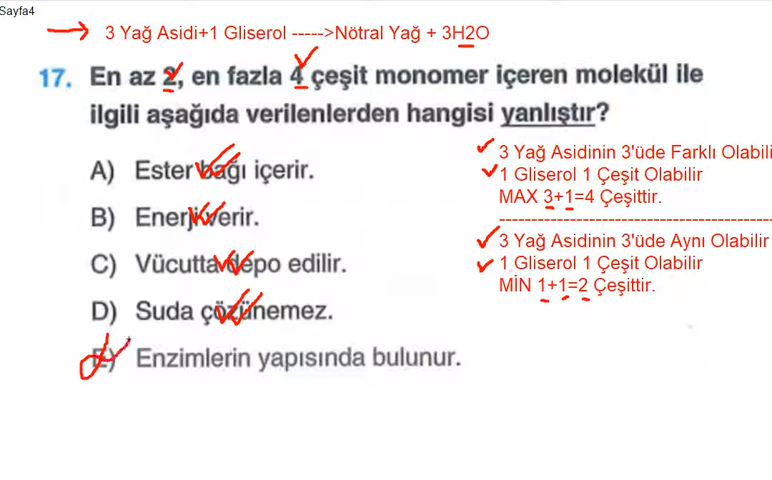 Sayfa4
3 Yağ Asidi+1 Gliserol ----->Nötral Yağ + 3H2O
17. En az 2, en fazla 4 çeşit monomer içeren molekül ile
ilgili aşağıda verilenlerden hangisi yanlıştır?
A) Ester bağı içerir.
B) Enerji verir.
C) Vücutta depo edilir.
D) Suda çözünemez.
E) Enzimlerin yapısında bulunur.
3 Yağ Asidinin 3'üde Farklı Olabili
1 Gliserol 1 Çeşit Olabilir
MAX 3+1=4 Çeşittir.
-------------------------------------------
3 Yağ Asidinin 3'üde Aynı Olabilir
1 Gliserol 1 Çeşit Olabilir
MİN 1+1=2 Çeşittir.